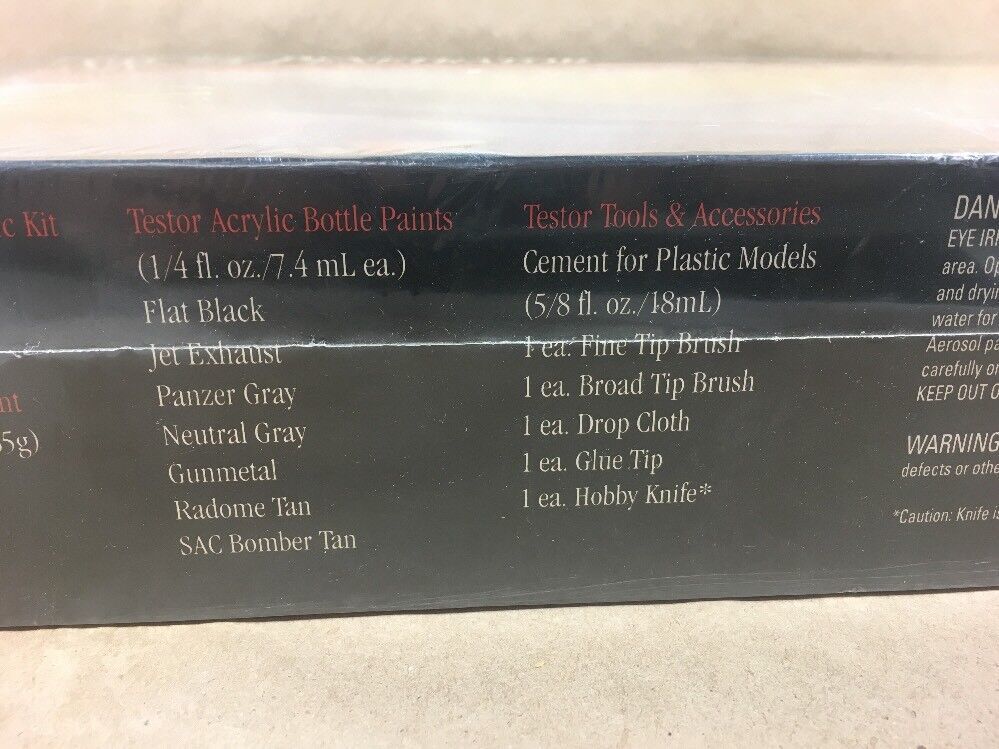 c Kit
nt
5g)
Testor Acrylic Bottle Paints
(1/4 fl. oz./7.4 mL ea.)
Flat Black
Jet Exhaust
Panzer Gray
Neutral Gray
Gunmetal
Radome Tan
SAC Bomber Tan
Testor Tools & Accessories
Cement for Plastic Models
(5/8 fl. oz./18mL)
1 ea. Fine Tip Brush
1 ea. Broad Tip Brush
1 ea. Drop Cloth
1 ea. Glue Tip
1 ea. Hobby Knife*
DAN
EYE IRI
area. Op
and dryin
water for
Aerosol pa
carefully or
KEEP OUT O
WARNING
defects or othe
*Caution: Knife is